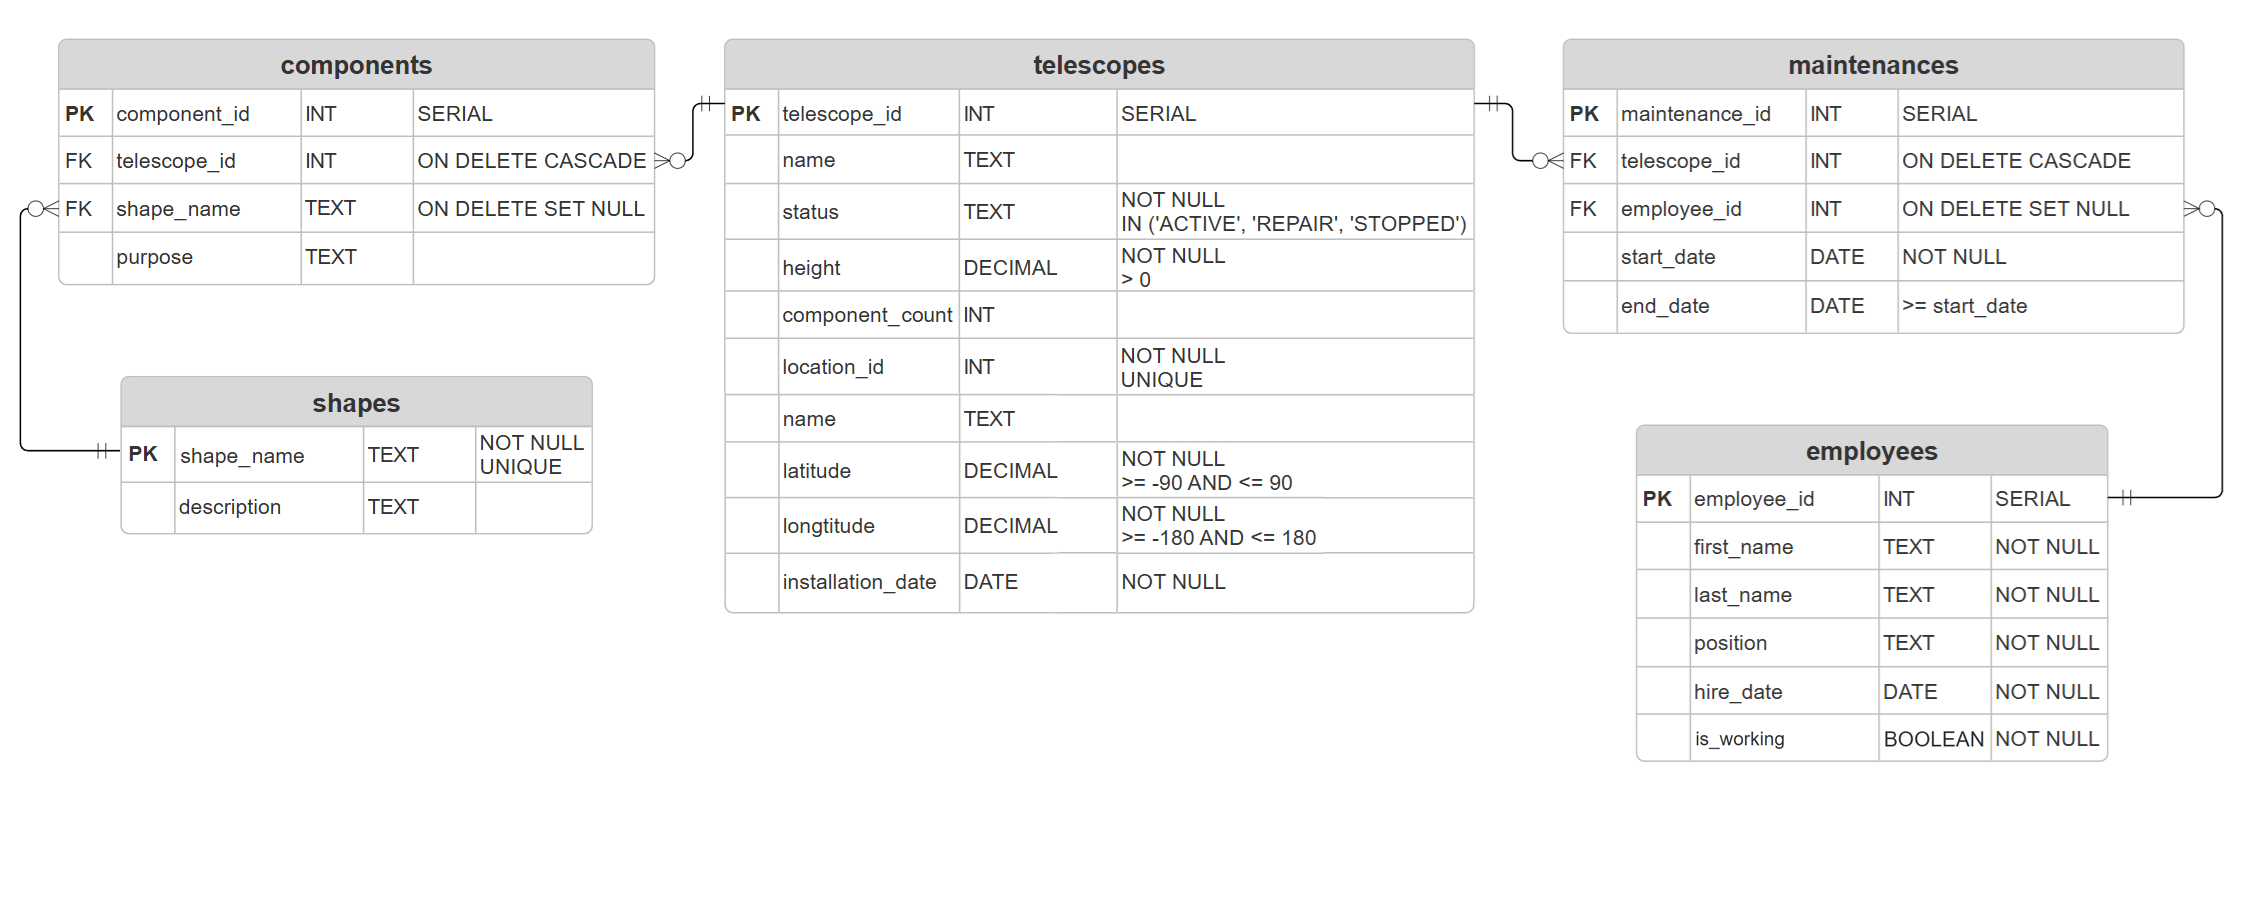 components
PK component_id INT SERIAL
FK telescope_id INT ON DELETE CASCADE
FK shape_name TEXT ON DELETE SET NULL
purpose TEXT
shapes
PK shape_name TEXT NOT NULL
UNIQUE
description TEXT
telescopes
PK telescope_id INT SERIAL
name TEXT
status TEXT NOT NULL
IN ('ACTIVE', 'REPAIR', 'STOPPED')
height DECIMAL NOT NULL
> 0
component_count INT
location_id INT NOT NULL
UNIQUE
name TEXT
latitude DECIMAL NOT NULL
>= -90 AND <= 90
longtitude DECIMAL NOT NULL
>= -180 AND <= 180
installation_date DATE NOT NULL
maintenances
PK maintenance_id INT SERIAL
FK telescope_id INT ON DELETE CASCADE
FK employee_id INT ON DELETE SET NULL
start_date DATE NOT NULL
end_date DATE >= start_date
employees
PK employee_id INT SERIAL
first_name TEXT NOT NULL
last_name TEXT NOT NULL
position TEXT NOT NULL
hire_date DATE NOT NULL
is_working BOOLEAN NOT NULL